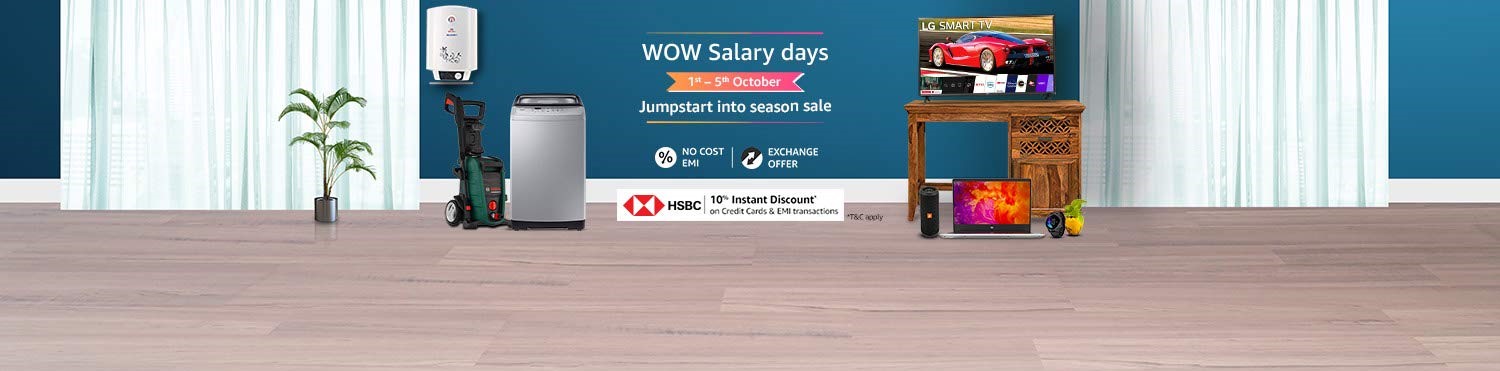 WOW Salary days
1st – 5th October
Jumpstart into season sale
NO COST
EMI
EXCHANGE
OFFER
HSBC
10% Instant Discount*
on Credit Cards & EMI transactions
*T&C apply
LG SMART TV